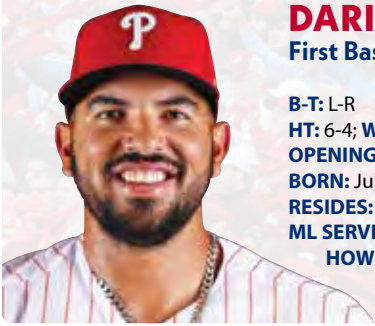 P
DARI
First Bas
B-T: L-R
HT: 6-4; W
OPENING
BORN: Ju
RESIDES:
ML SERVI
HOW